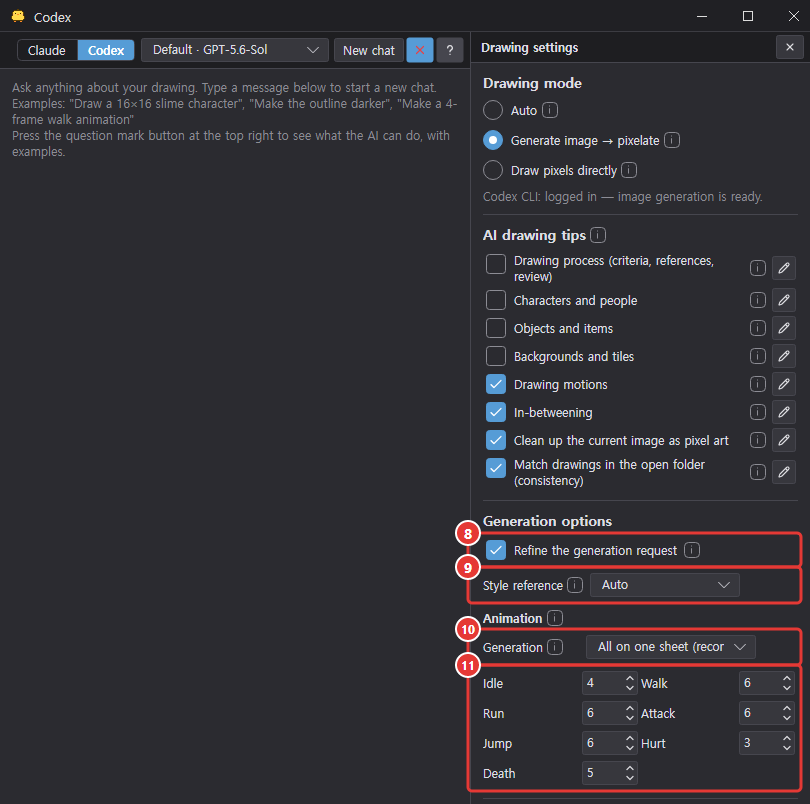 Codex
Claude
Codex
Default · GPT-5.6-Sol
New chat
?
Ask anything about your drawing. Type a message below to start a new chat.
Examples: "Draw a 16×16 slime character", "Make the outline darker", "Make a 4-
frame walk animation"
Press the question mark button at the top right to see what the AI can do, with
examples.
Drawing settings
Drawing mode
Auto
Generate image → pixelate
Draw pixels directly
Codex CLI: logged in — image generation is ready.
AI drawing tips
Drawing process (criteria, references,
review)
Characters and people
Objects and items
Backgrounds and tiles
Drawing motions
In-betweening
Clean up the current image as pixel art
Match drawings in the open folder
(consistency)
Generation options
8
Refine the generation request
9
Style reference
Auto
Animation
10
Generation
All on one sheet (recor
11
Idle 4 Walk 6
Run 6 Attack 6
Jump 6 Hurt 3
Death 5